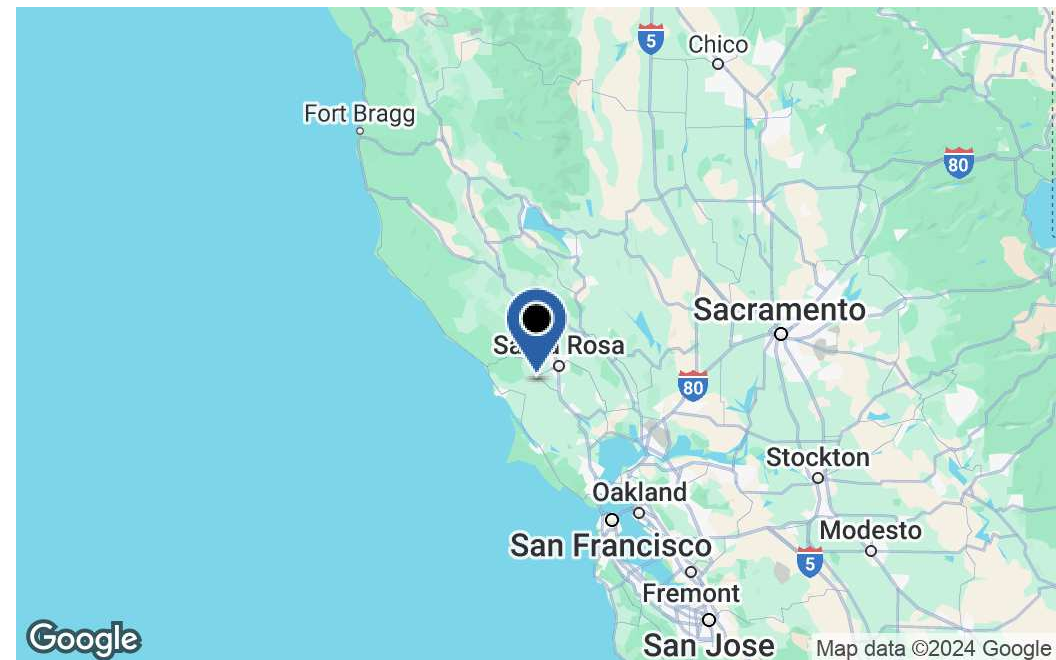 5
Chico
Fort Bragg
80
Sacramento
Santa Rosa
80
Stockton
Oakland
Modesto
San Francisco
5
Fremont
San Jose
Google
Map data ©2024 Google